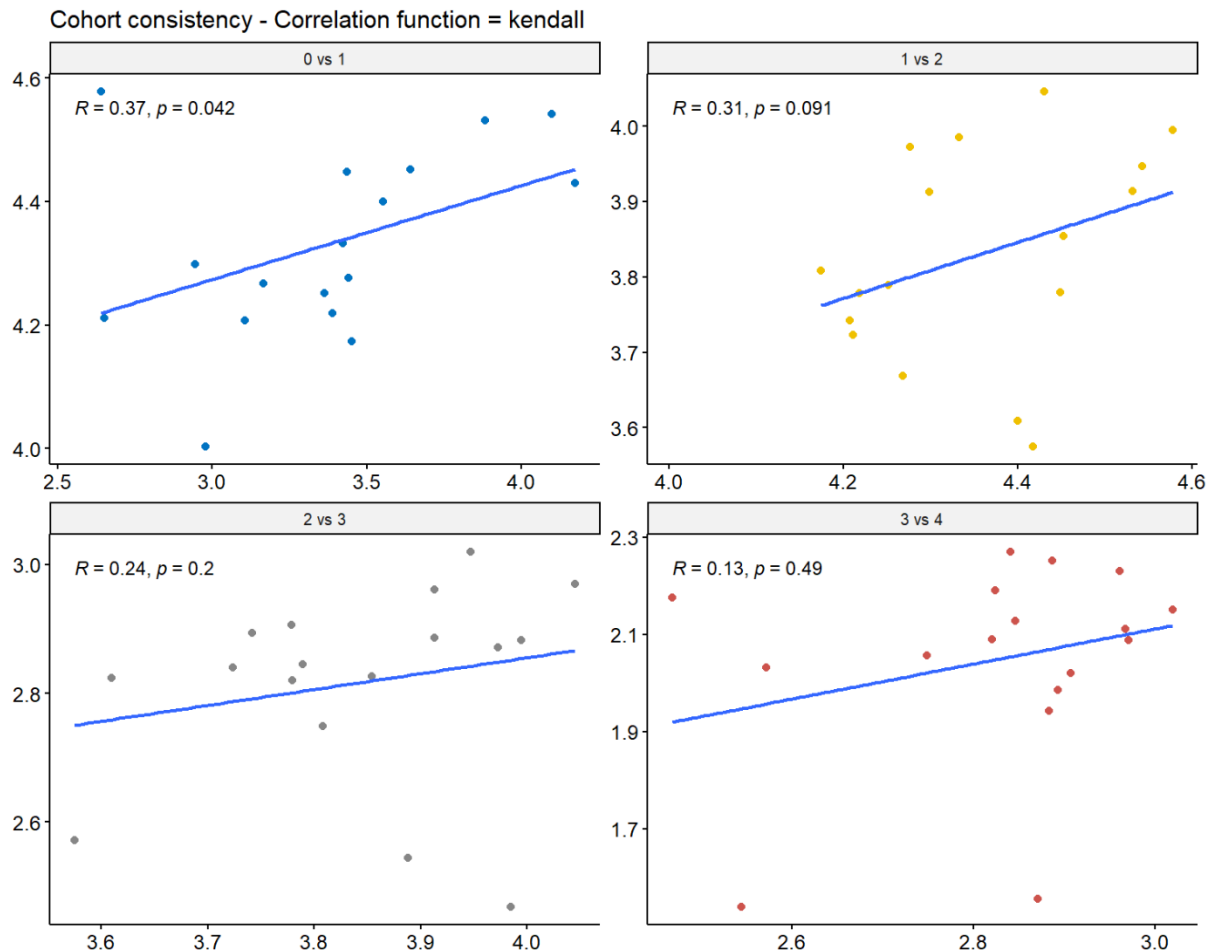 Cohort consistency - Correlation function = kendall
0 vs 1
R = 0.37, p = 0.042
4.6
4.4
4.2
4.0
2.5 3.0 3.5 4.0
1 vs 2
R = 0.31, p = 0.091
4.0
3.9
3.8
3.7
3.6
4.0 4.2 4.4 4.6
2 vs 3
R = 0.24, p = 0.2
3.0
2.8
2.6
3.6 3.7 3.8 3.9 4.0
3 vs 4
R = 0.13, p = 0.49
2.3
2.1
1.9
1.7
2.6 2.8 3.0